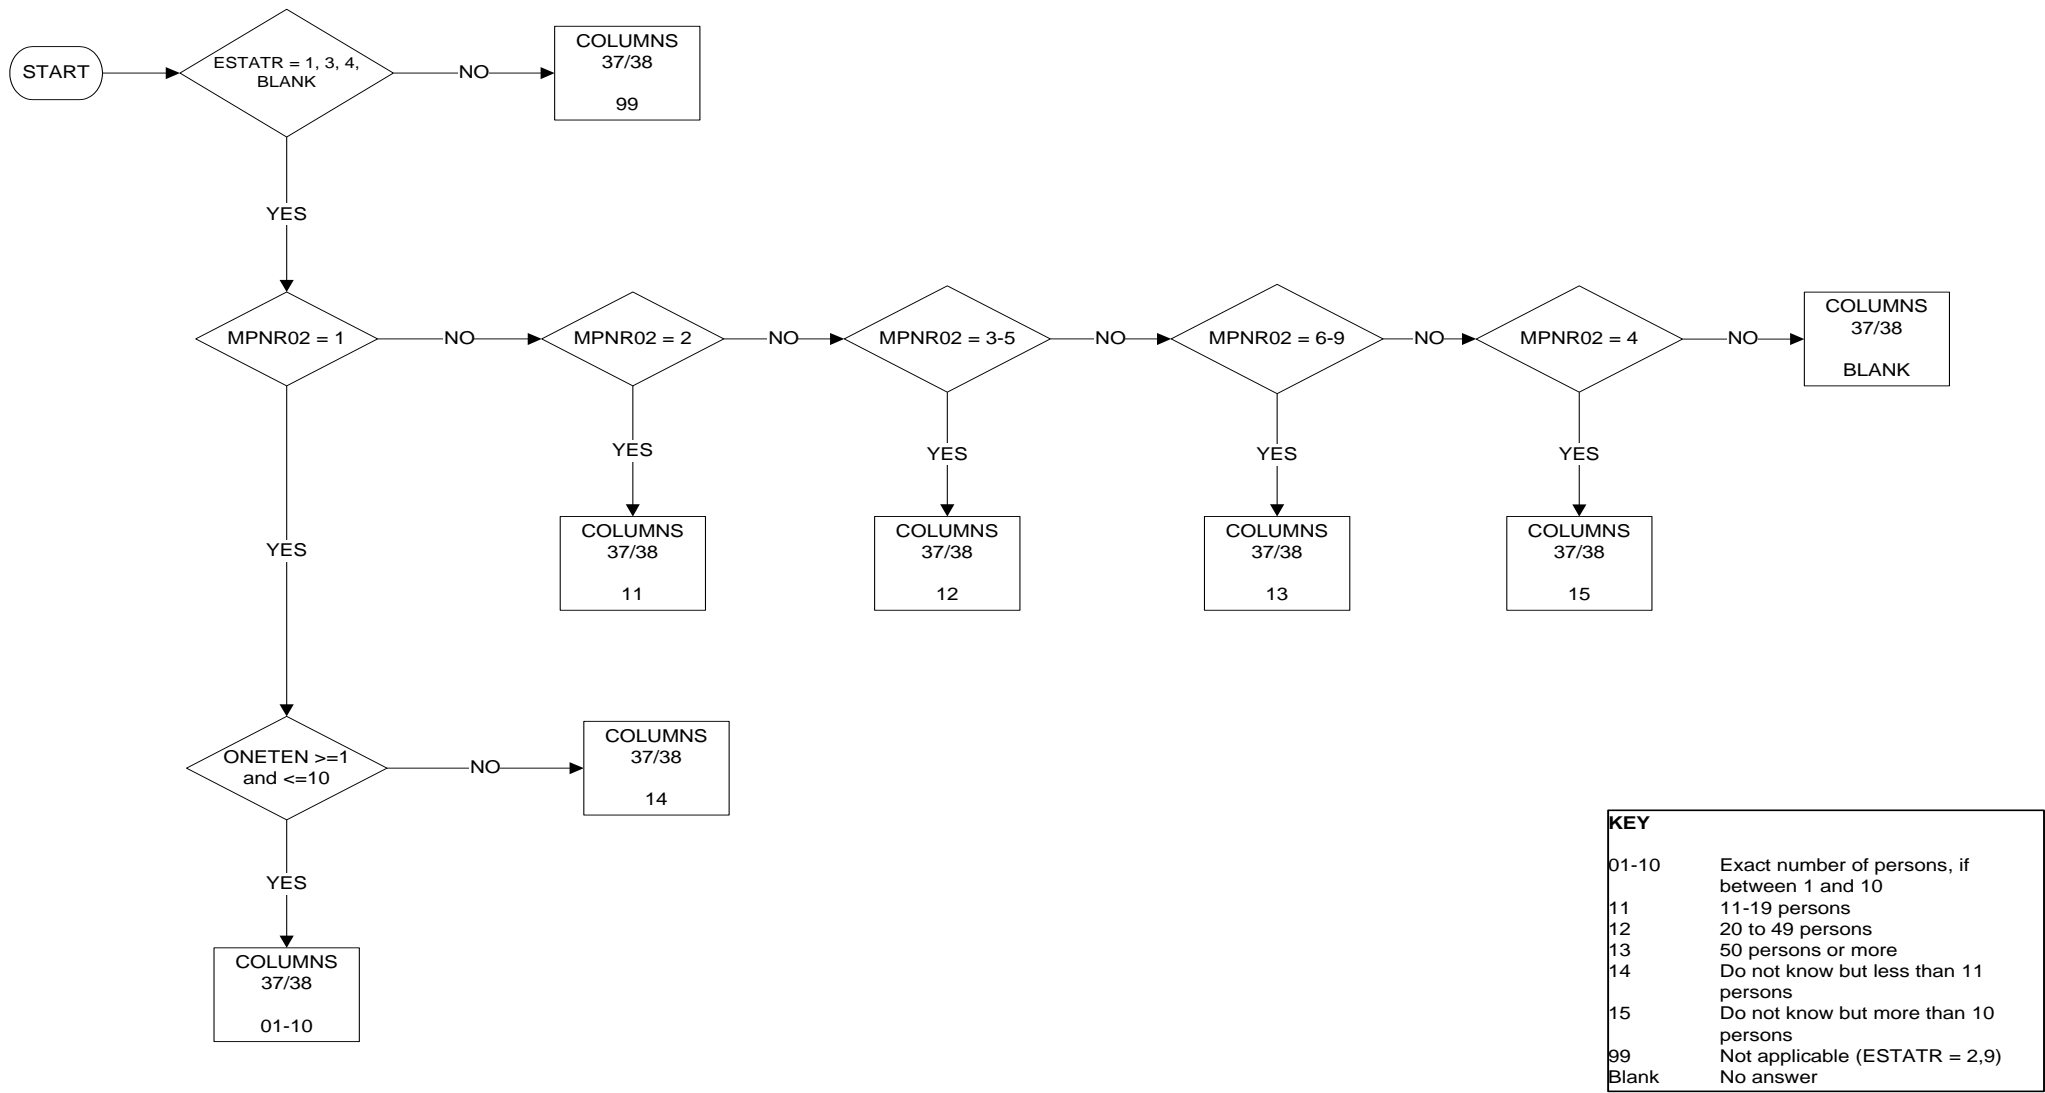 START
ESTATR = 1, 3, 4,
BLANK
NO
COLUMNS
37/38
99
YES
MPNR02 = 1
NO
MPNR02 = 2
NO
MPNR02 = 3-5
NO
MPNR02 = 6-9
NO
MPNR02 = 4
NO
COLUMNS
37/38
BLANK
YES
YES
YES
YES
YES
COLUMNS
37/38
11
COLUMNS
37/38
12
COLUMNS
37/38
13
COLUMNS
37/38
15
ONETEN >=1
and <=10
NO
COLUMNS
37/38
14
YES
COLUMNS
37/38
01-10
KEY
01-10 Exact number of persons, if
between 1 and 10
11 11-19 persons
12 20 to 49 persons
13 50 persons or more
14 Do not know but less than 11
persons
15 Do not know but more than 10
persons
99 Not applicable (ESTATR = 2,9)
Blank No answer